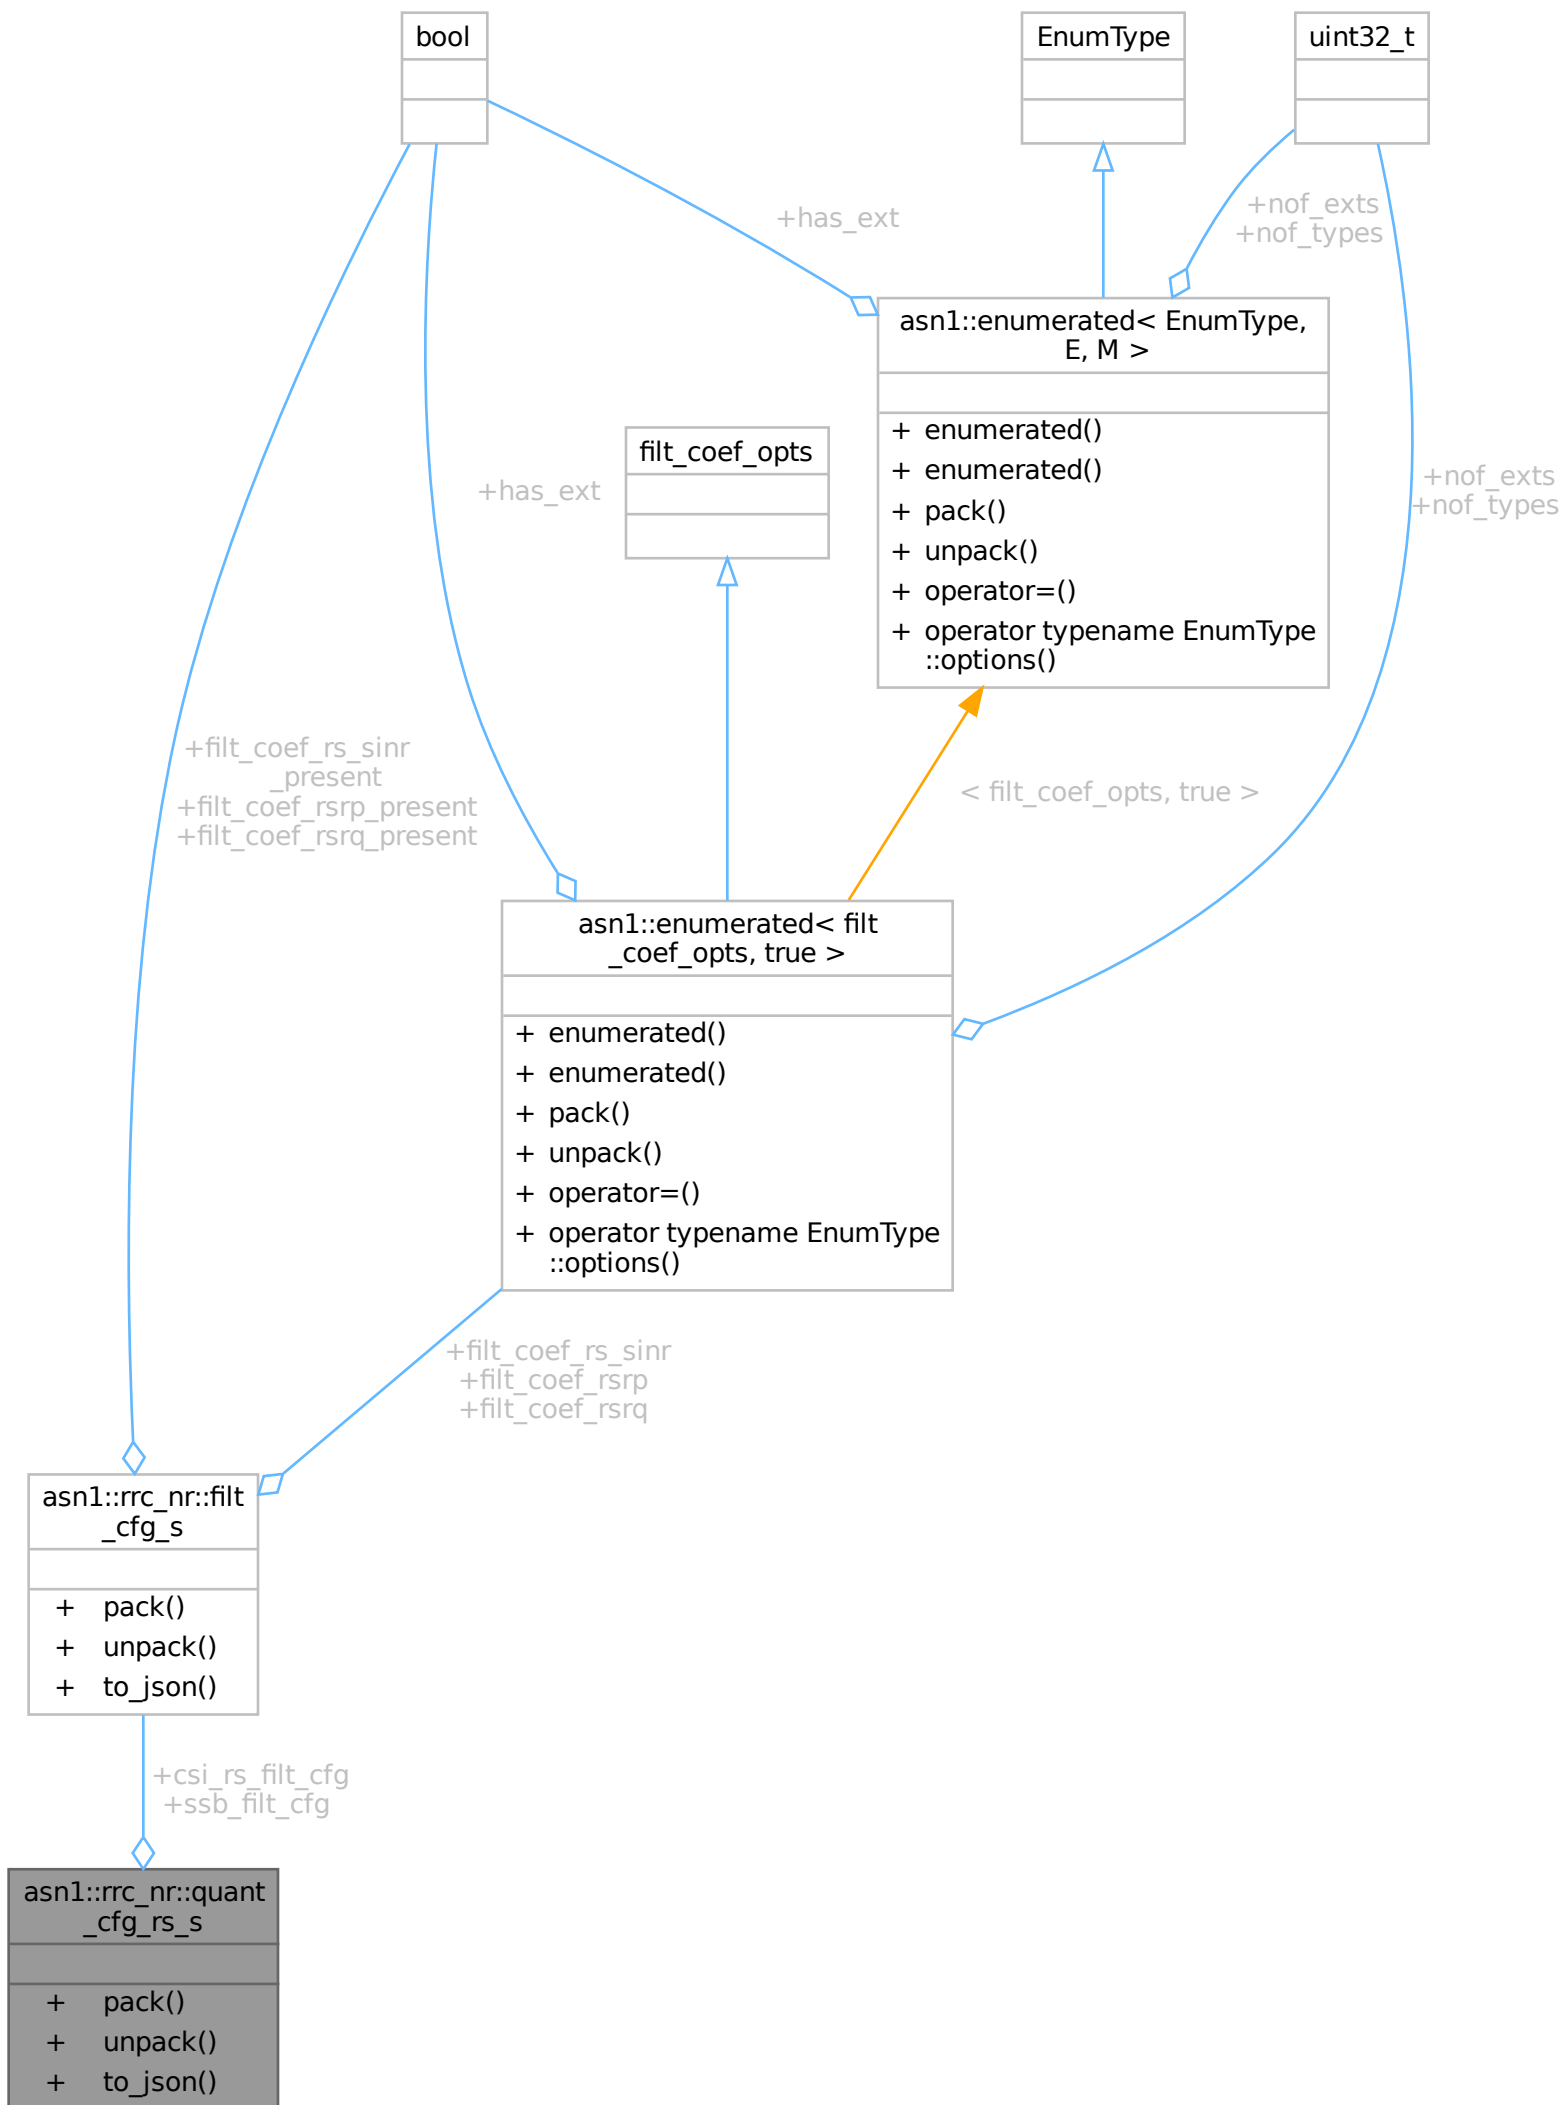 bool
EnumType
uint32_t
+has_ext
+nof_exts
+nof_types
asn1::enumerated< EnumType,
E, M >
+ enumerated()
+ enumerated()
+ pack()
+ unpack()
+ operator=()
+ operator typename EnumType
::options()
filt_coef_opts
+has_ext
+nof_exts
+nof_types
+filt_coef_rs_sinr
_present
+filt_coef_rsrp_present
+filt_coef_rsrq_present
< filt_coef_opts, true >
asn1::enumerated< filt
_coef_opts, true >
+ enumerated()
+ enumerated()
+ pack()
+ unpack()
+ operator=()
+ operator typename EnumType
::options()
+filt_coef_rs_sinr
+filt_coef_rsrp
+filt_coef_rsrq
asn1::rrc_nr::filt
_cfg_s
+ pack()
+ unpack()
+ to_json()
+csi_rs_filt_cfg
+ssb_filt_cfg
asn1::rrc_nr::quant
_cfg_rs_s
+ pack()
+ unpack()
+ to_json()